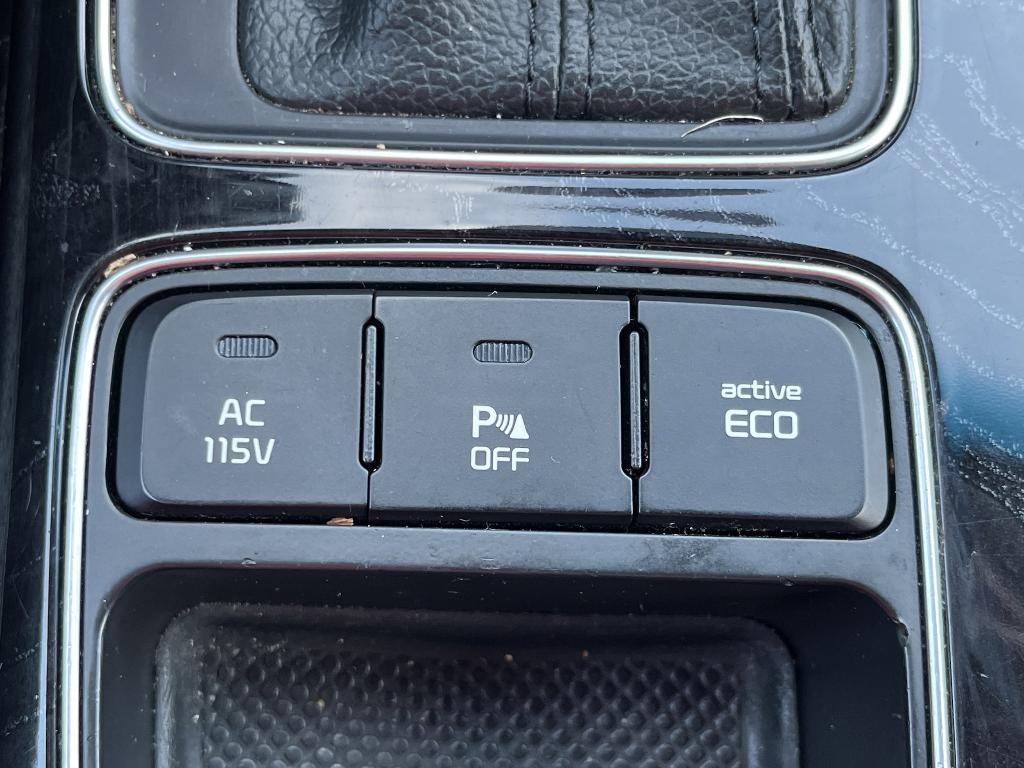 AC
115V
P
OFF
active
ECO